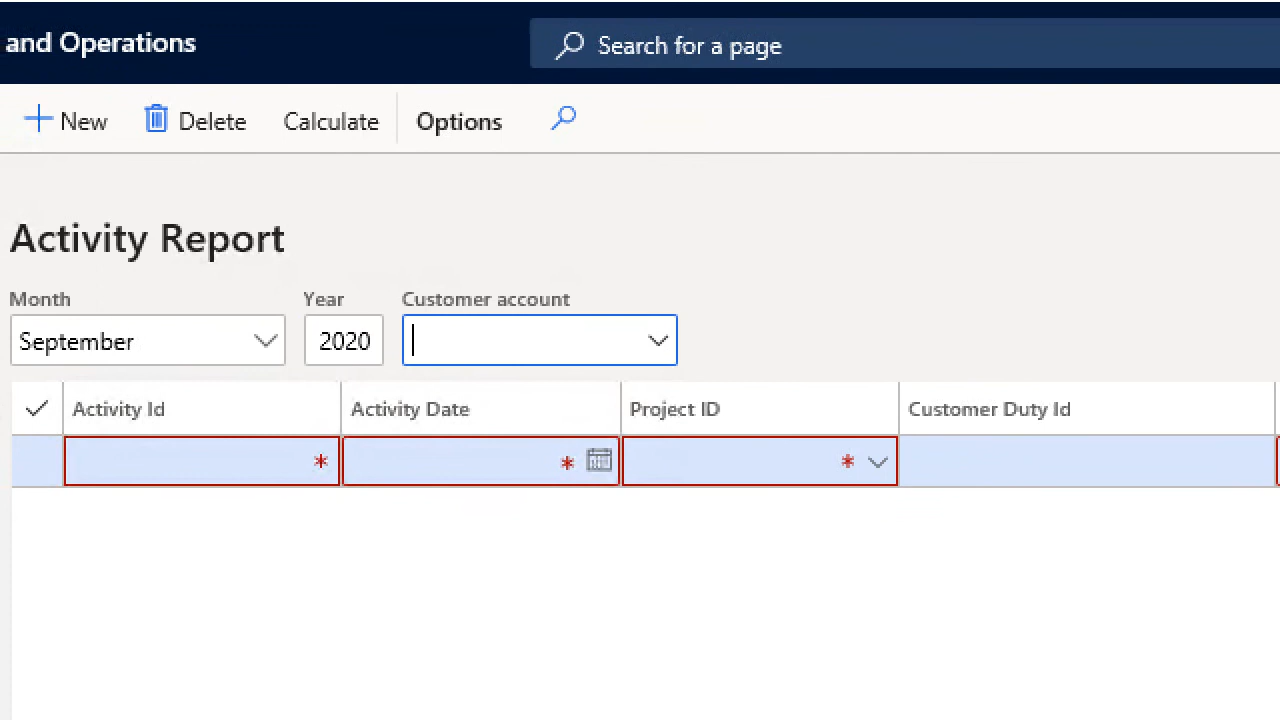 and Operations
Search for a page
New Delete Calculate Options
Activity Report
Month Year Customer account
September 2020
Activity Id Activity Date Project ID Customer Duty Id
* * *